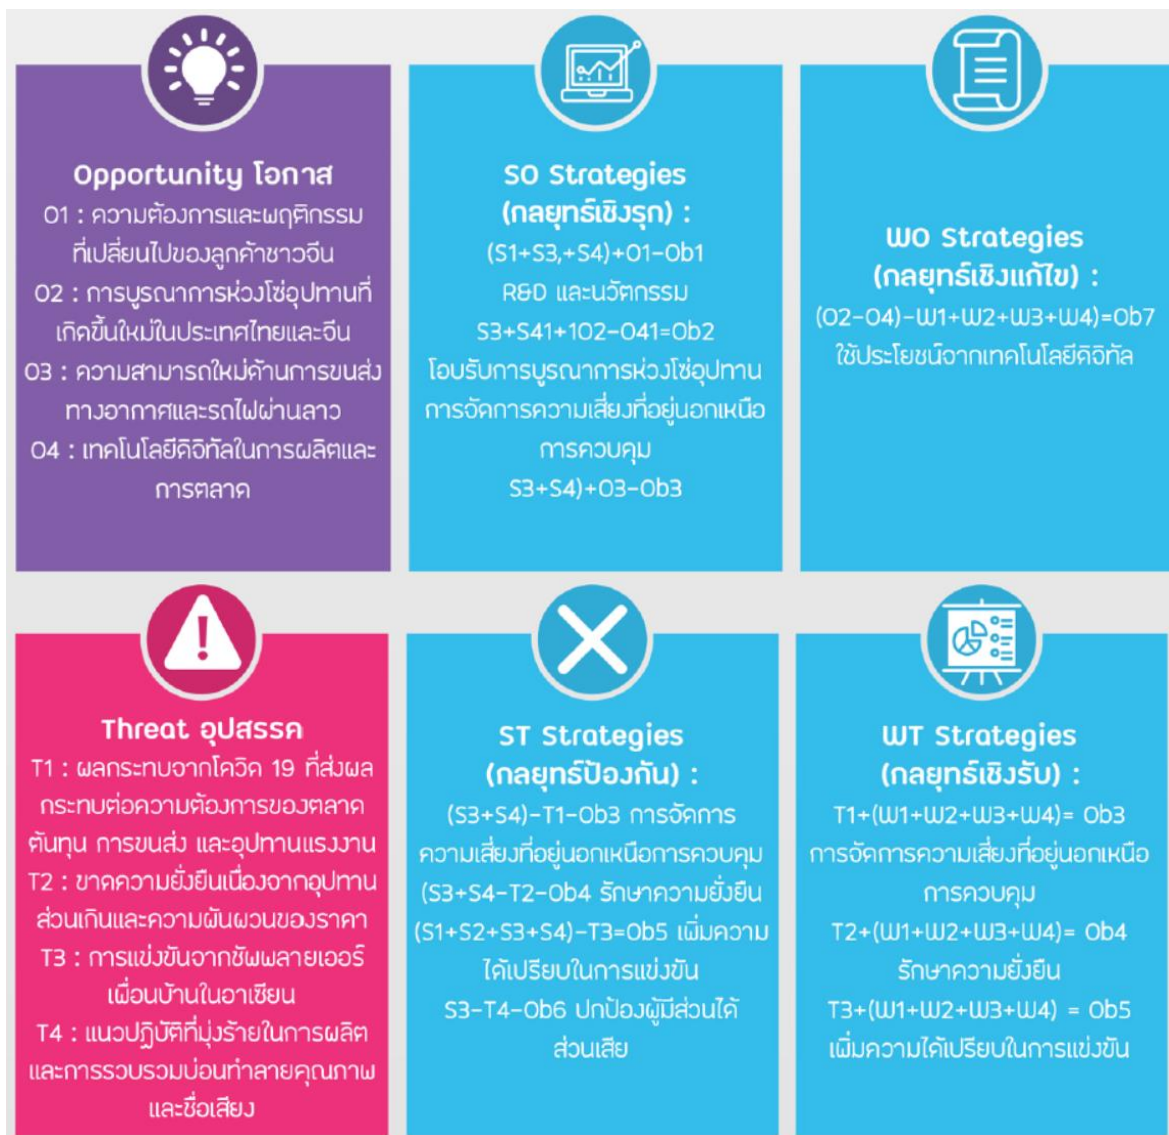 Opportunity โอกาส
O1 : ความต้องการและพฤติกรรม
ที่เปลี่ยนไปของลูกค้าชาวจีน
O2 : การบูรณาการห่วงโซ่อุปทานที่
เกิดขึ้นใหม่ในประเทศไทยและจีน
O3 : ความสามารถใหม่ด้านการขนส่ง
ทางอากาศและรถไฟผ่านลาว
O4 : เทคโนโลยีดิจิทัลในการผลิตและ
การตลาด
SO Strategies
(กลยุทธ์เชิงรุก) :
(S1+S3,+S4)+O1-Ob1
R&D และนวัตกรรม
S3+S41+1O2-O41=Ob2
โอบรับการบูรณาการห่วงโซ่อุปทาน
การจัดการความเสี่ยงที่อยู่นอกเหนือ
การควบคุม
S3+S4)+O3-Ob3
WO Strategies
(กลยุทธ์เชิงแก้ไข) :
(O2-O4)-W1+W2+W3+W4)=Ob7
ใช้ประโยชน์จากเทคโนโลยีดิจิทัล
Threat อุปสรรค
T1 : ผลกระทบจากโควิด 19 ที่ส่งผล
กระทบต่อความต้องการของตลาด
ต้นทุน การขนส่ง และอุปทานแรงงาน
T2 : ขาดความยั่งยืนเนื่องจากอุปทาน
ส่วนเกินและความผันผวนของราคา
T3 : การแข่งขันจากซัพพลายเออร์
เพื่อนบ้านในอาเซียน
T4 : แนวปฏิบัติที่มุ่งร้ายในการผลิต
และการรวบรวมบ่อนทำลายคุณภาพ
และชื่อเสียง
ST Strategies
(กลยุทธ์ป้องกัน) :
(S3+S4)-T1-Ob3 การจัดการ
ความเสี่ยงที่อยู่นอกเหนือการควบคุม
(S3+S4-T2-Ob4 รักษาความยั่งยืน
(S1+S2+S3+S4)-T3=Ob5 เพิ่มความ
ได้เปรียบในการแข่งขัน
S3-T4-Ob6 ปกป้องผู้มีส่วนได้
ส่วนเสีย
WT Strategies
(กลยุทธ์เชิงรับ) :
T1+(W1+W2+W3+W4)= Ob3
การจัดการความเสี่ยงที่อยู่นอกเหนือ
การควบคุม
T2+(W1+W2+W3+W4)= Ob4
รักษาความยั่งยืน
T3+(W1+W2+W3+W4) = Ob5
เพิ่มความได้เปรียบในการแข่งขัน